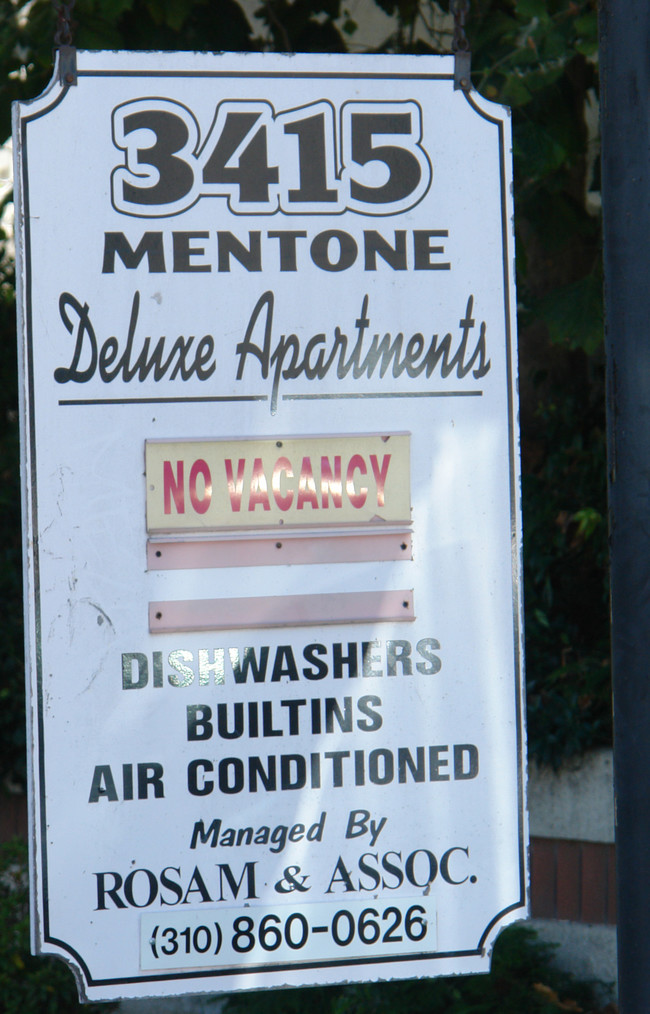 3415
MENTONE
Deluxe Apartments
NO VACANCY
DISHWASHERS
BUILTINS
AIR CONDITIONED
Managed By
ROSAM & ASSOC.
(310) 860-0626